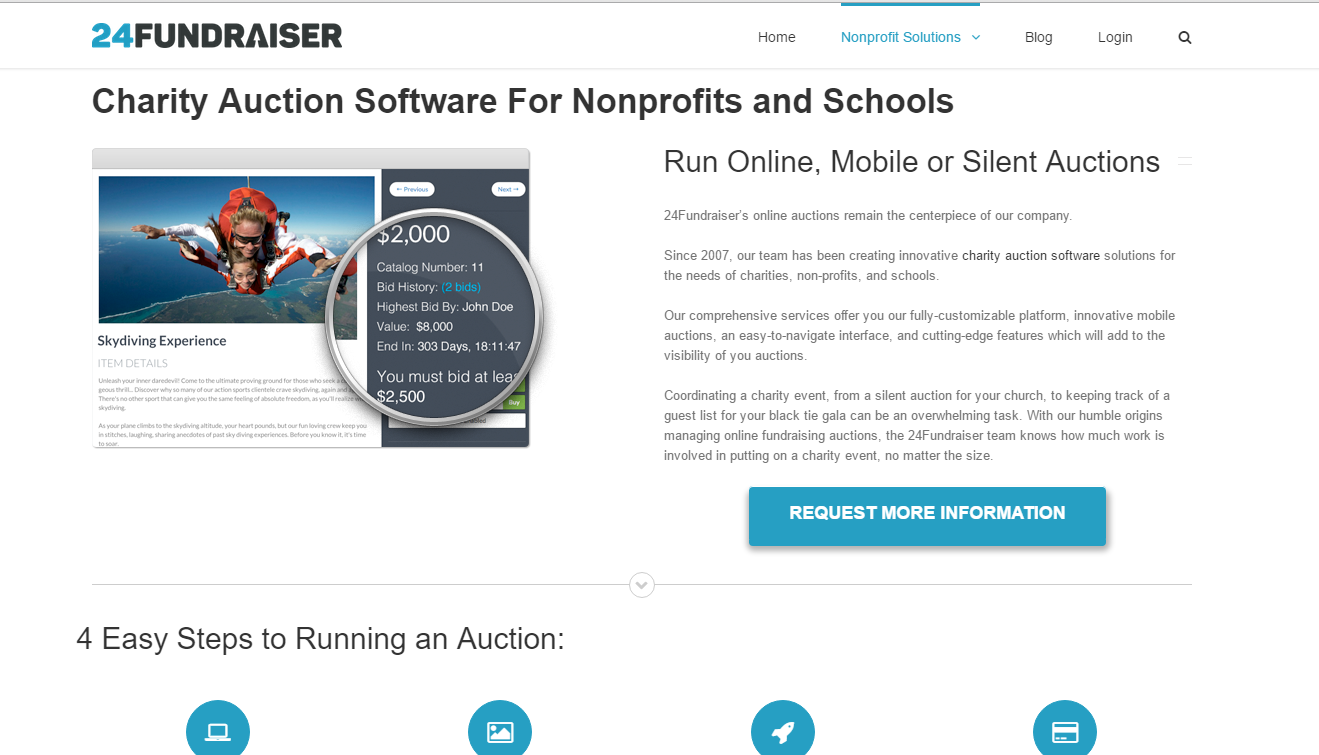 24FUNDRAISER
Home
Nonprofit Solutions
Blog
Login
Charity Auction Software For Nonprofits and Schools
← Previous
Next →
$2,000
Catalog Number: 11
Bid History: (2 bids)
Highest Bid By: John Doe
Value: $8,000
End In: 303 Days, 18:11:47
You must bid at leas
$2,500
Buy
Skydiving Experience
ITEM DETAILS
Unleash your inner daredevil! Come to the ultimate proving ground for those who seek a
geous thrill... Discover why so many of our action sports clientele crave skydiving, again and
There's no other sport that can give you the same feeling of absolute freedom, as you'll realize
skydiving.
As your plane climbs to the skydiving altitude, your heart pounds, but our fun loving crew keep you
in stitches, laughing, sharing anecdotes of past sky diving experiences. Before you know it, it's time
to soar.
Run Online, Mobile or Silent Auctions
24Fundraiser's online auctions remain the centerpiece of our company.
Since 2007, our team has been creating innovative charity auction software solutions for
the needs of charities, non-profits, and schools.
Our comprehensive services offer you our fully-customizable platform, innovative mobile
auctions, an easy-to-navigate interface, and cutting-edge features which will add to the
visibility of you auctions.
Coordinating a charity event, from a silent auction for your church, to keeping track of a
guest list for your black tie gala can be an overwhelming task. With our humble origins
managing online fundraising auctions, the 24Fundraiser team knows how much work is
involved in putting on a charity event, no matter the size.
REQUEST MORE INFORMATION
4 Easy Steps to Running an Auction: